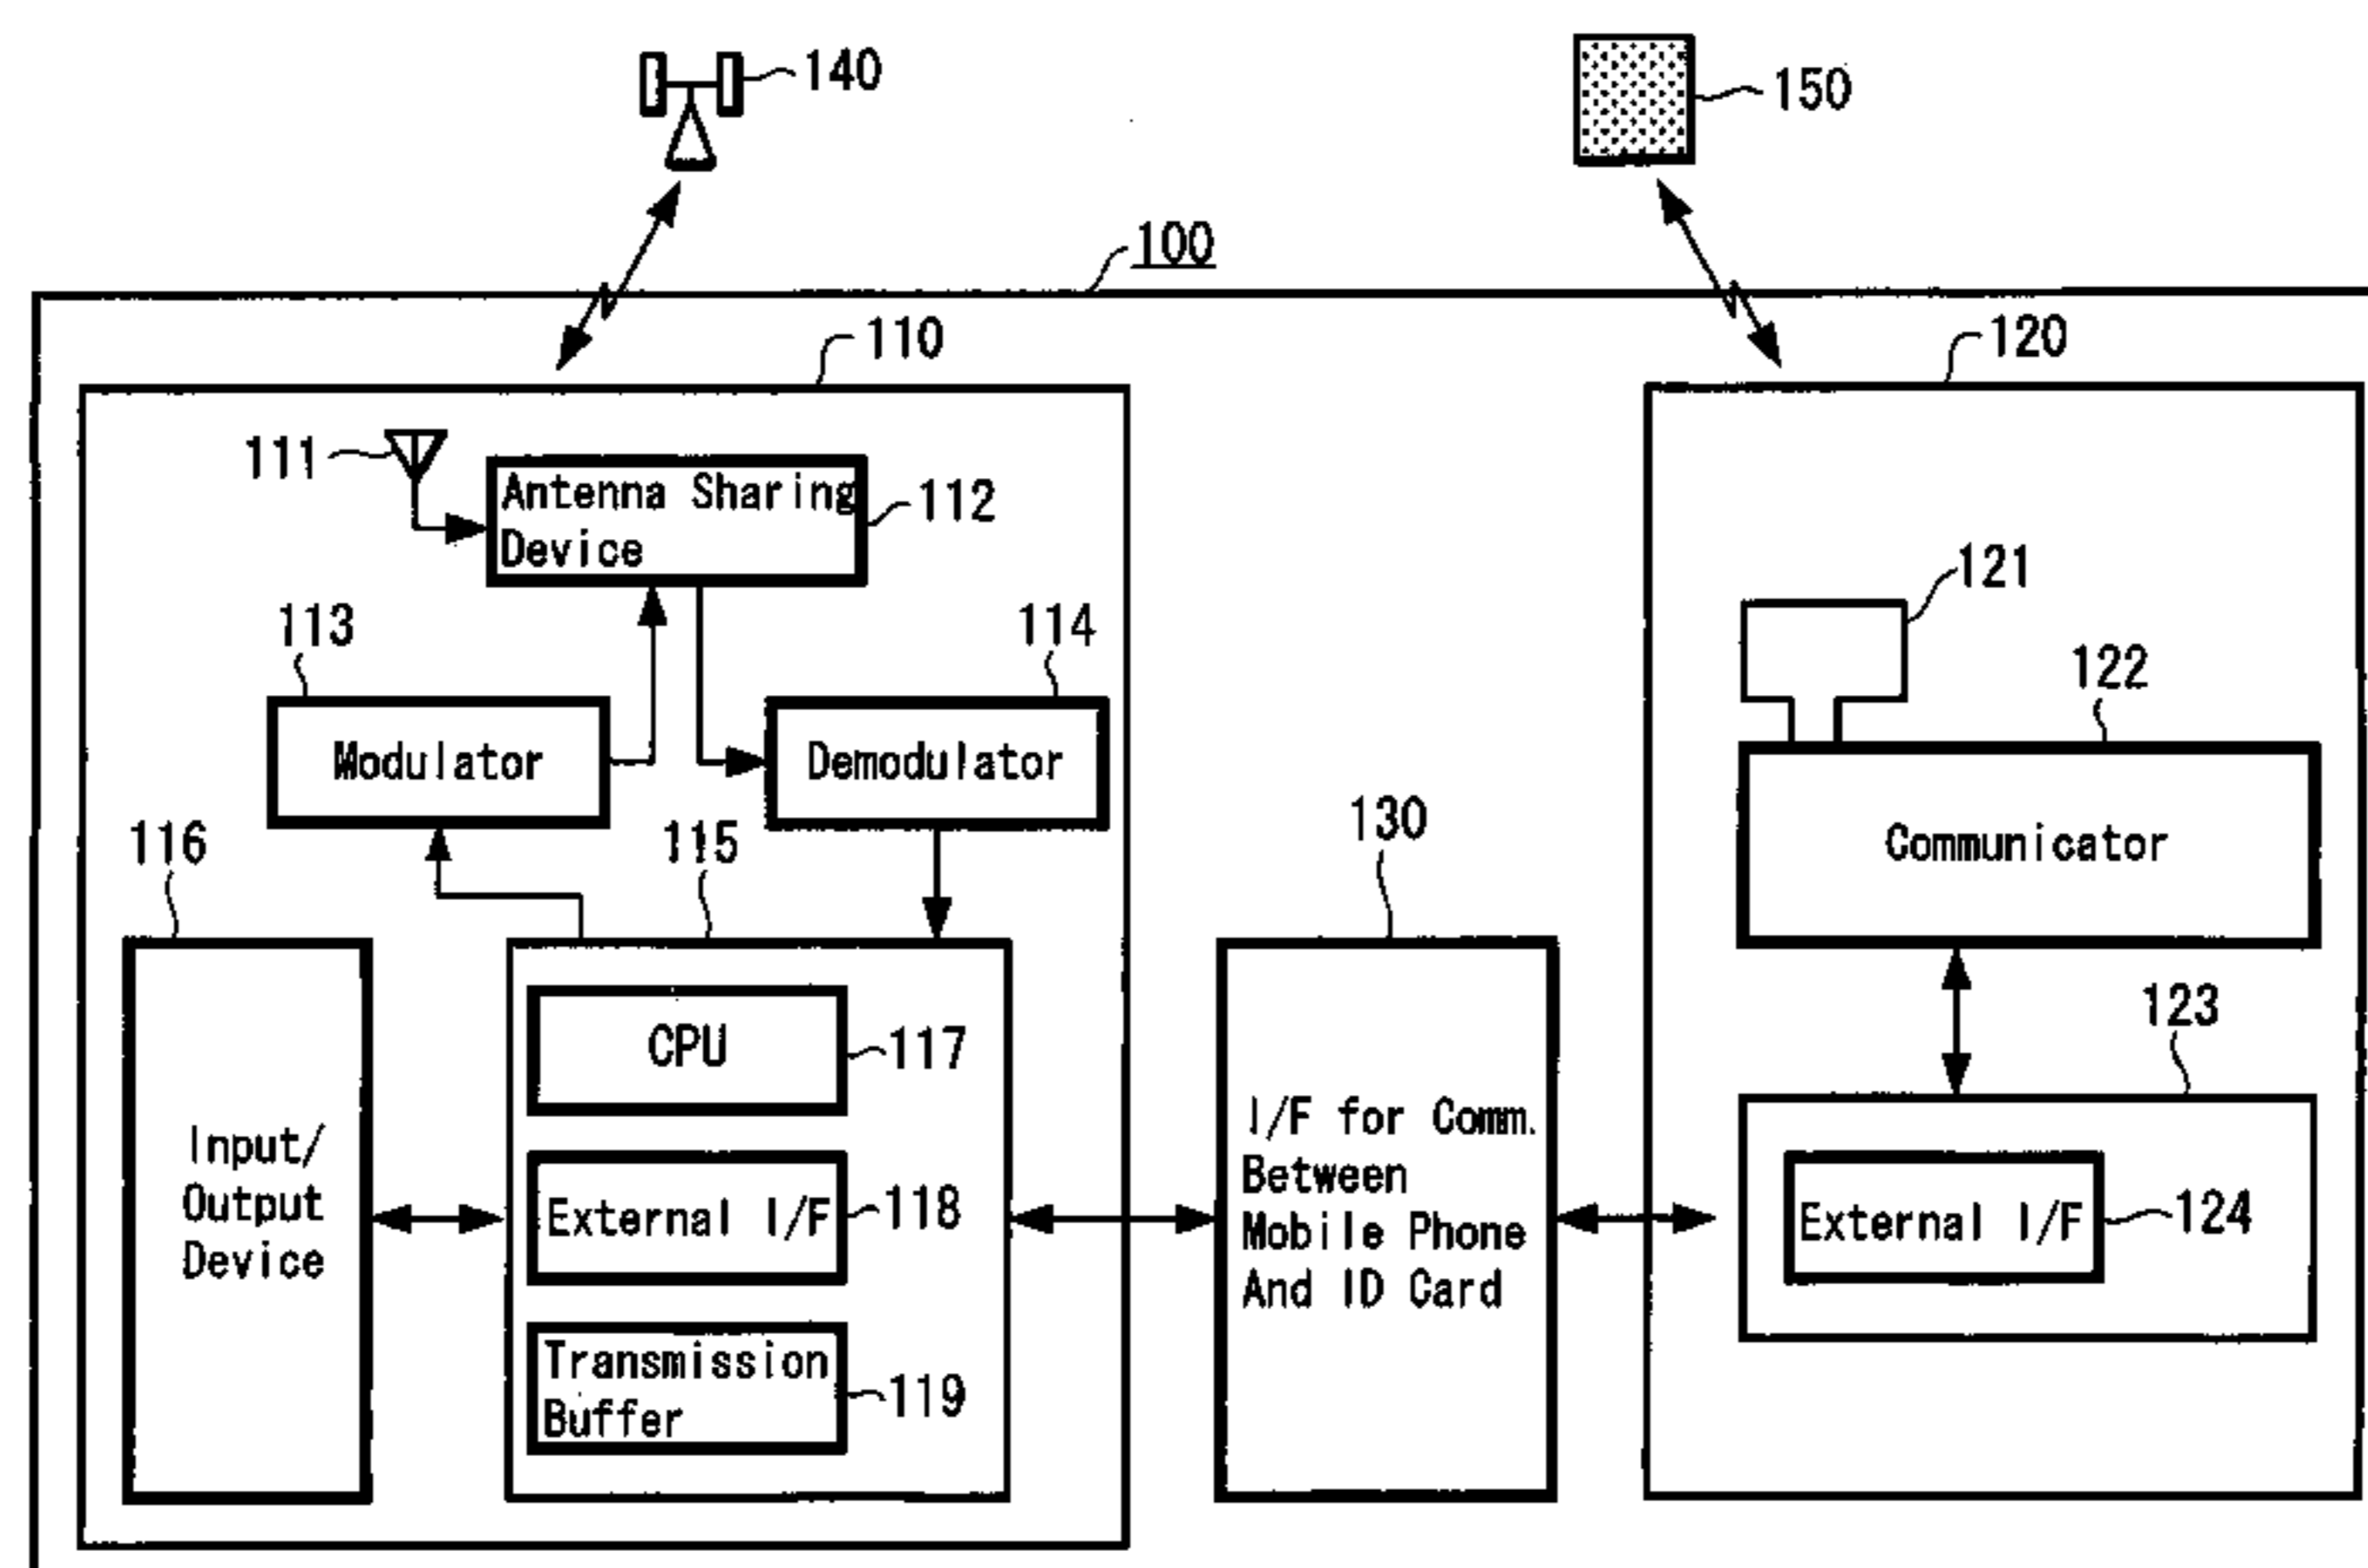 140
150
100
110
120
111
Antenna Sharing
Device
112
121
113
114
122
Modulator
Demodulator
130
Communicator
116
115
123
CPU
117
I/F for Comm.
Between
Mobile Phone
And ID Card
Input/
Output
Device
External I/F
118
External I/F
124
Transmission
Buffer
119